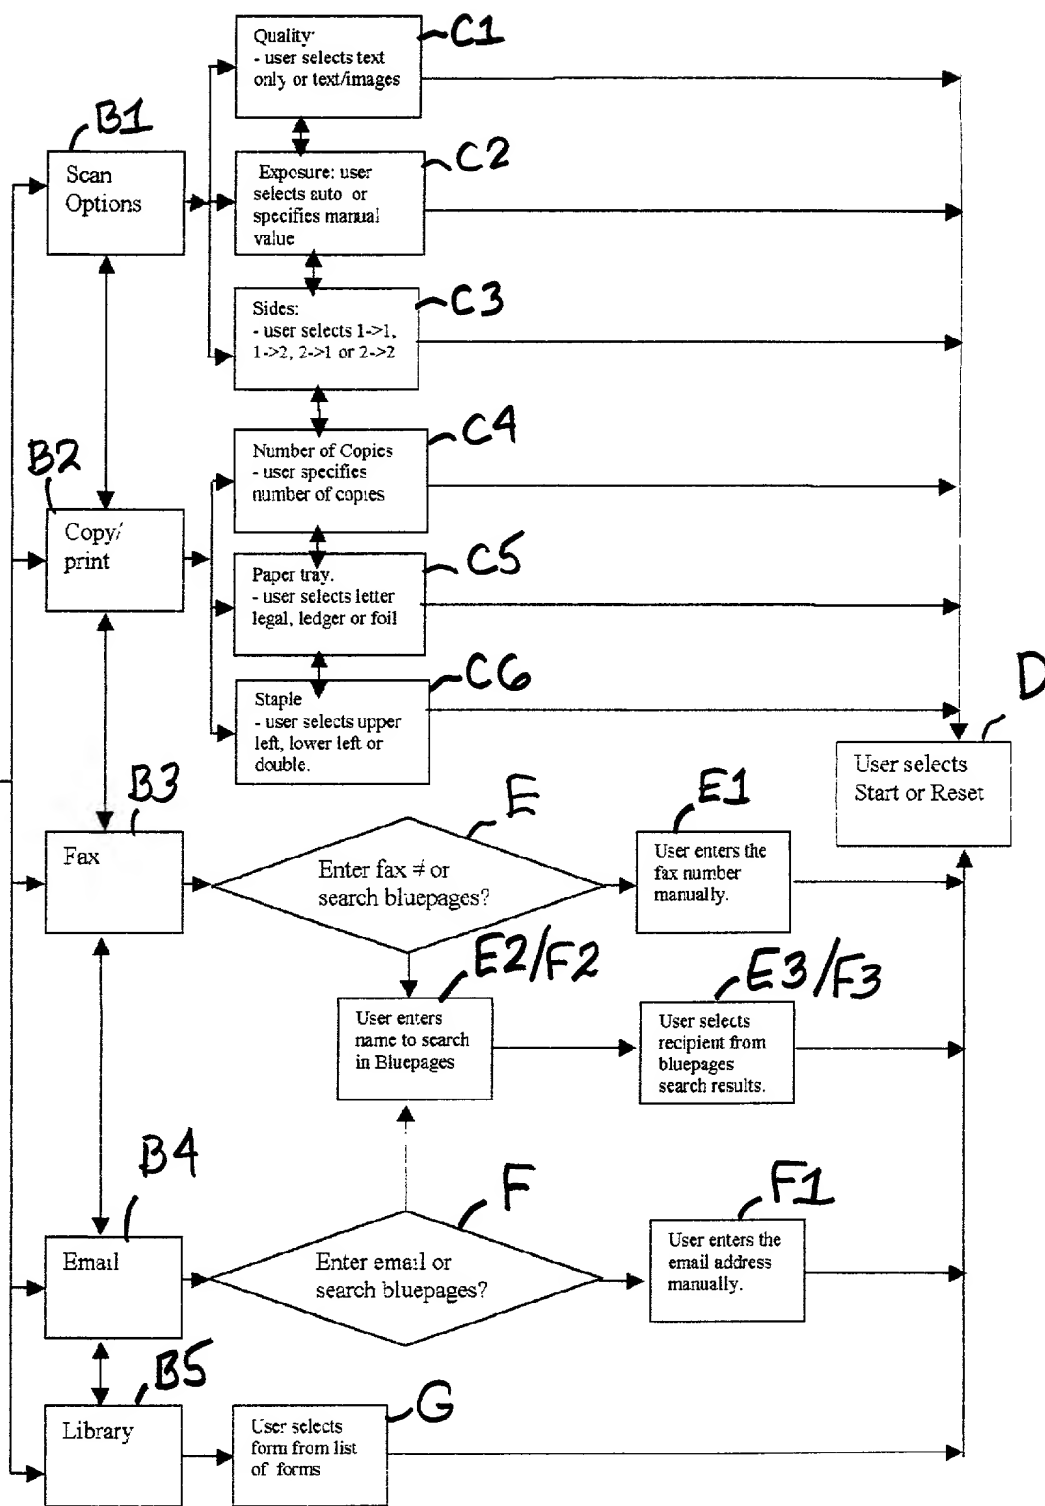 Quality
- user selects text
only or text/images
C1
B1
Scan
Options
Exposure: user
selects auto or
specifies manual
value
C2
Sides:
- user selects 1->1,
1->2, 2->1 or 2->2
C3
B2
Copy/
print
Number of Copies
- user specifies
number of copies
C4
Paper tray.
- user selects letter
legal, ledger or foil
C5
Staple
- user selects upper
left, lower left or
double.
C6
D
User selects
Start or Reset
B3
Fax
E
Enter fax ≠ or
search bluepages?
E1
User enters the
fax number
manually.
E2/F2
User enters
name to search
in Bluepages
E3/F3
User selects
recipient from
bluepages
search results.
B4
Email
F
Enter email or
search bluepages?
F1
User enters the
email address
manually.
B5
Library
G
User selects
form from list
of forms